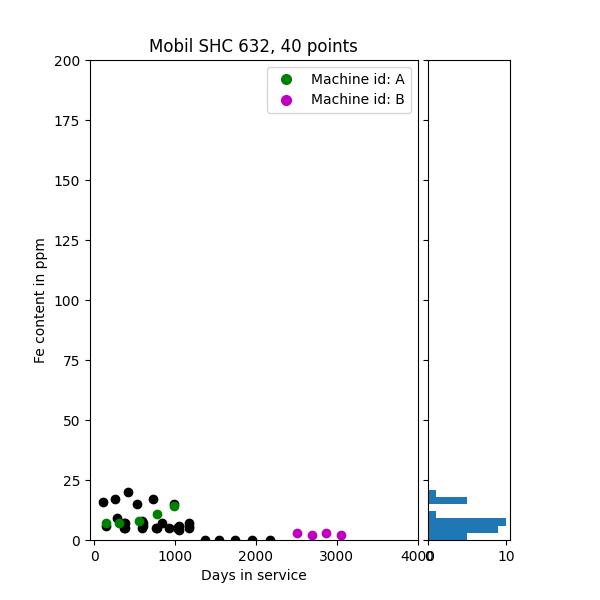 Mobil SHC 632, 40 points
Machine id: A
Machine id: B
200
175
150
125
100
75
50
25
0
Fe content in ppm
0 1000 2000 3000 4000
0 10
Days in service